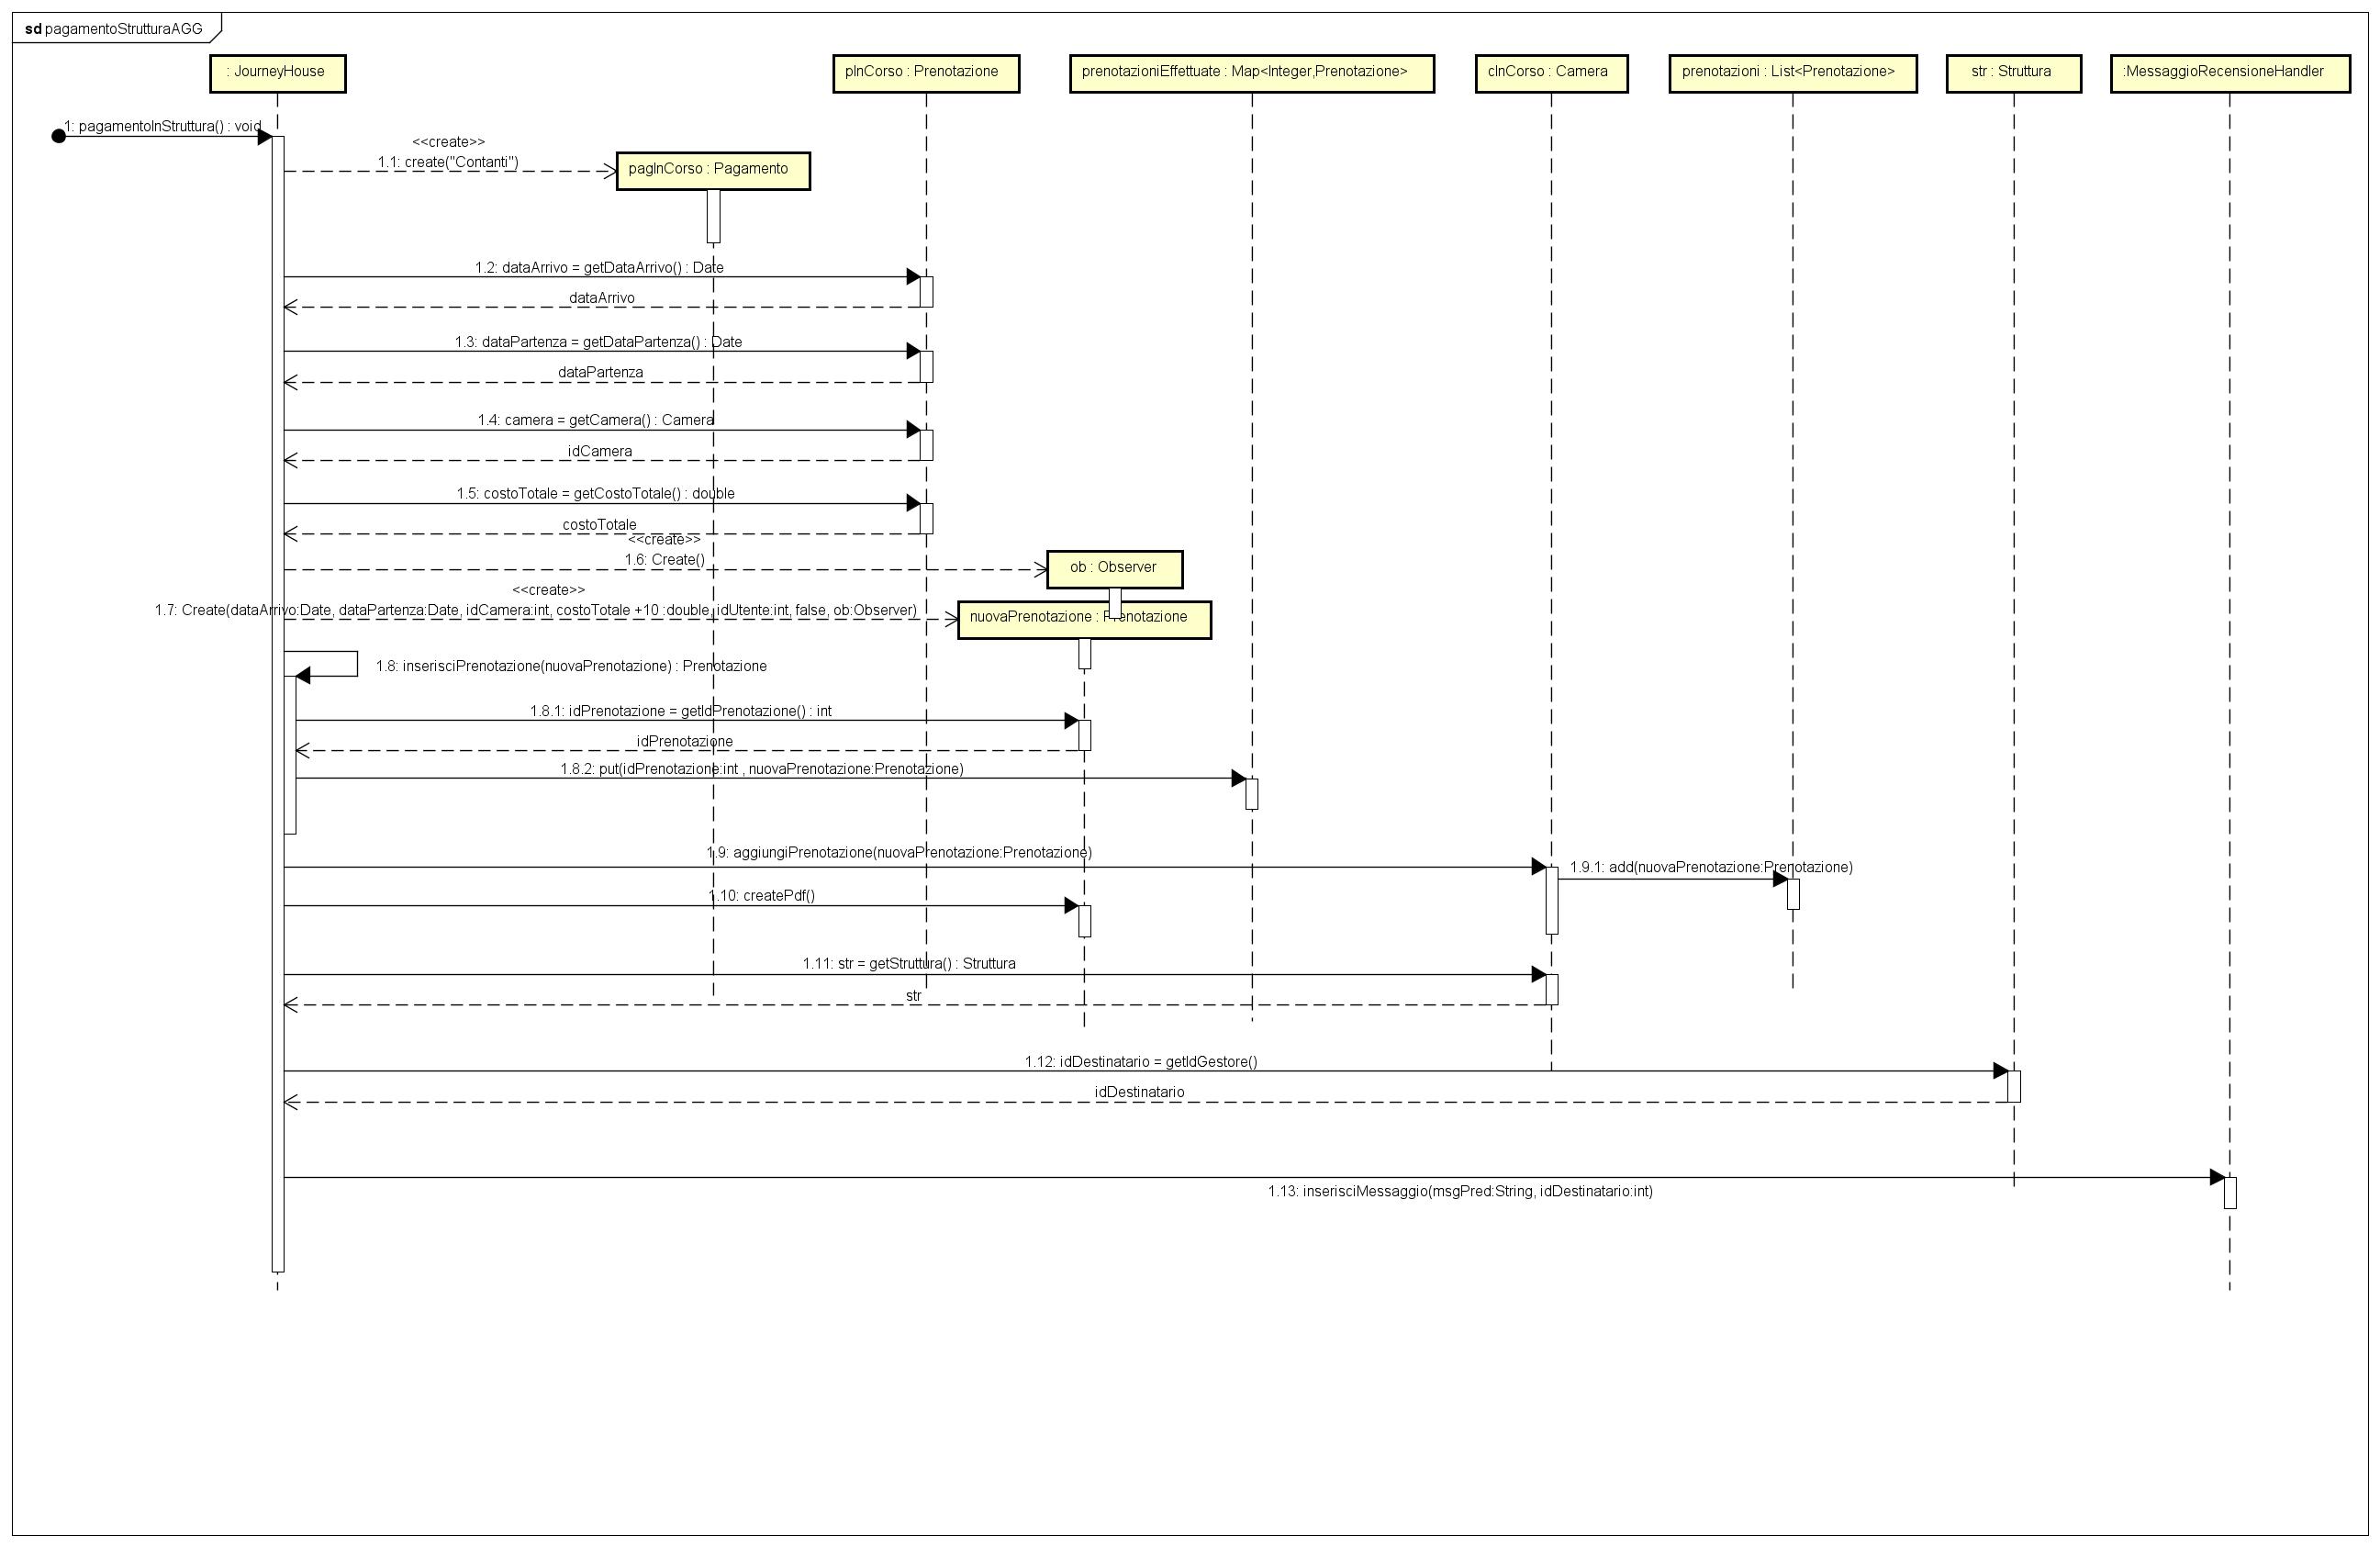 sd pagamentoStrutturaAGG
: JourneyHouse
pInCorso : Prenotazione
prenotazioniEffettuate : Map<Integer,Prenotazione>
cInCorso : Camera
prenotazioni : List<Prenotazione>
str : Struttura
:MessaggioRecensioneHandler
1: pagamentoInStruttura() : void
<<create>>
1.1: create("Contanti")
pagInCorso : Pagamento
1.2: dataArrivo = getDataArrivo() : Date
dataArrivo
1.3: dataPartenza = getDataPartenza() : Date
dataPartenza
1.4: camera = getCamera() : Camera
idCamera
1.5: costoTotale = getCostoTotale() : double
costoTotale
<<create>>
1.6: Create()
ob : Observer
<<create>>
1.7: Create(dataArrivo:Date, dataPartenza:Date, idCamera:int, costoTotale +10 :double, idUtente:int, false, ob:Observer)
nuovaPrenotazione : Prenotazione
1.8: inserisciPrenotazione(nuovaPrenotazione) : Prenotazione
1.8.1: idPrenotazione = getIdPrenotazione() : int
idPrenotazione
1.8.2: put(idPrenotazione:int , nuovaPrenotazione:Prenotazione)
1.9: aggiungiPrenotazione(nuovaPrenotazione:Prenotazione)
1.9.1: add(nuovaPrenotazione:Prenotazione)
1.10: createPdf()
1.11: str = getStruttura() : Struttura
str
1.12: idDestinatario = getIdGestore()
idDestinatario
1.13: inserisciMessaggio(msgPred:String, idDestinatario:int)